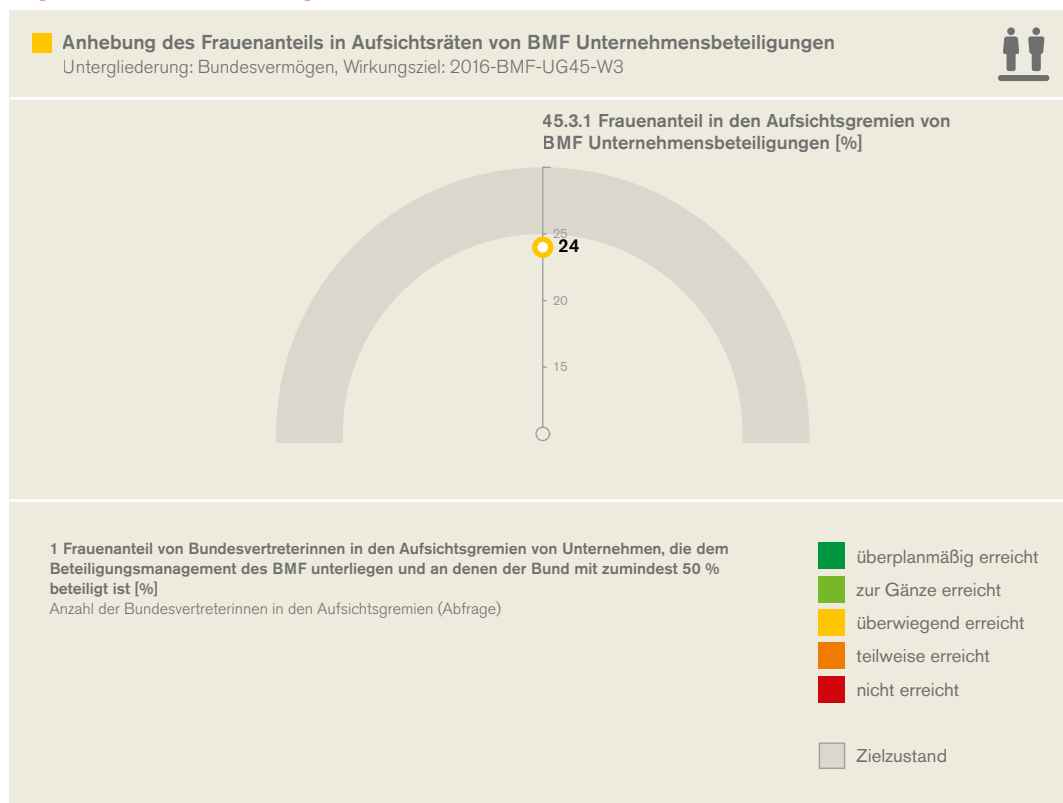 Anhebung des Frauenanteils in Aufsichtsräten von BMF Unternehmensbeteiligungen
Untergliederung: Bundesvermögen, Wirkungsziel: 2016-BMF-UG45-W3
45.3.1 Frauenanteil in den Aufsichtsgremien von
BMF Unternehmensbeteiligungen [%]
25
24
20
15
1 Frauenanteil von Bundesvertreterinnen in den Aufsichtsgremien von Unternehmen, die dem
Beteiligungsmanagement des BMF unterliegen und an denen der Bund mit zumindest 50 %
beteiligt ist [%]
Anzahl der Bundesvertreterinnen in den Aufsichtsgremien (Abfrage)
überplanmäßig erreicht
zur Gänze erreicht
überwiegend erreicht
teilweise erreicht
nicht erreicht
Zielzustand